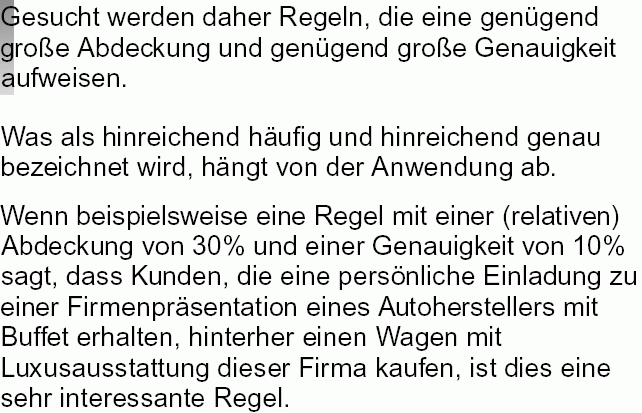 Gesucht werden daher Regeln, die eine genügend
große Abdeckung und genügend große Genauigkeit
aufweisen.
Was als hinreichend häufig und hinreichend genau
bezeichnet wird, hängt von der Anwendung ab.
Wenn beispielsweise eine Regel mit einer (relativen)
Abdeckung von 30% und einer Genauigkeit von 10%
sagt, dass Kunden, die eine persönliche Einladung zu
einer Firmenpräsentation eines Autoherstellers mit
Buffet erhalten, hinterher einen Wagen mit
Luxusausstattung dieser Firma kaufen, ist dies eine
sehr interessante Regel.